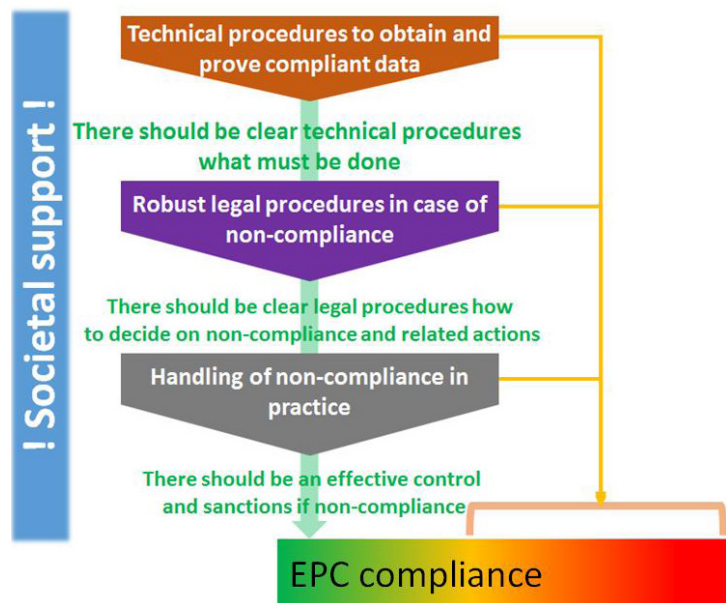 ! Societal support !
Technical procedures to obtain and
prove compliant data
There should be clear technical procedures
what must be done
Robust legal procedures in case of
non-compliance
There should be clear legal procedures how
to decide on non-compliance and related actions
Handling of non-compliance in
practice
There should be an effective control
and sanctions if non-compliance
EPC compliance